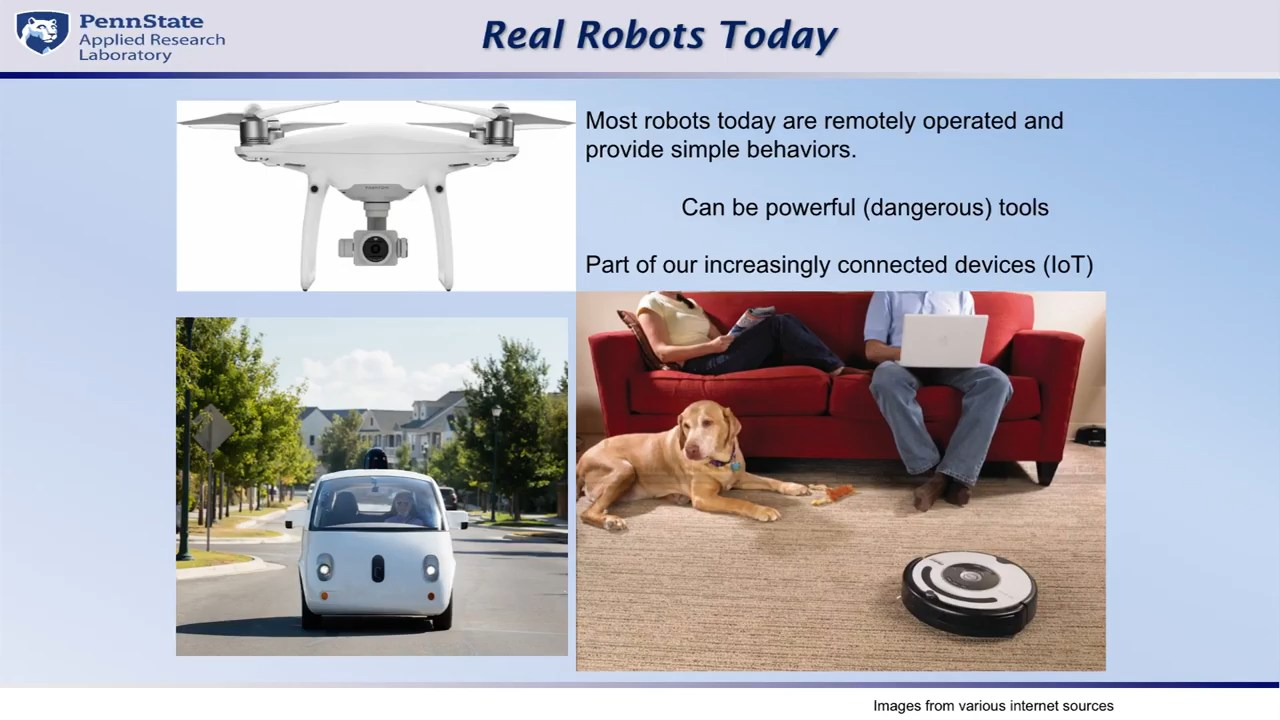 PennState
Applied Research
Laboratory
Real Robots Today
Most robots today are remotely operated and
provide simple behaviors.
Can be powerful (dangerous) tools
Part of our increasingly connected devices (IoT)
Images from various internet sources